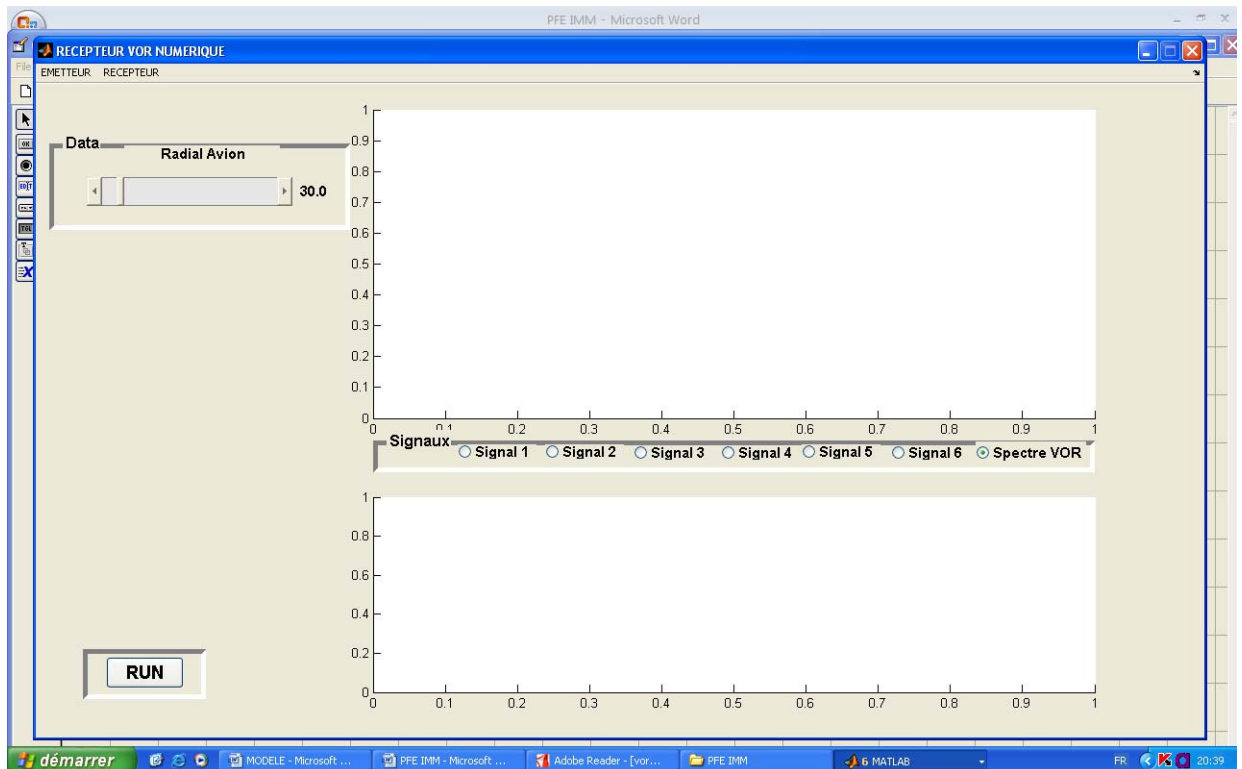 PFE IMM - Microsoft Word
RECEPTEUR VOR NUMERIQUE
File
EMETTEUR RECEPTEUR
Data
Radial Avion
30.0
1
0.9
0.8
0.7
0.6
0.5
0.4
0.3
0.2
0.1
0
0 0.1 0.2 0.3 0.4 0.5 0.6 0.7 0.8 0.9 1
Signaux
Signal 1 Signal 2 Signal 3 Signal 4 Signal 5 Signal 6 Spectre VOR
1
0.8
0.6
0.4
0.2
0
0 0.1 0.2 0.3 0.4 0.5 0.6 0.7 0.8 0.9 1
RUN
démarrer MODELE - Microsoft ... PFE IMM - Microsoft ... Adobe Reader - [vor... PFE IMM 6 MATLAB FR 20:39